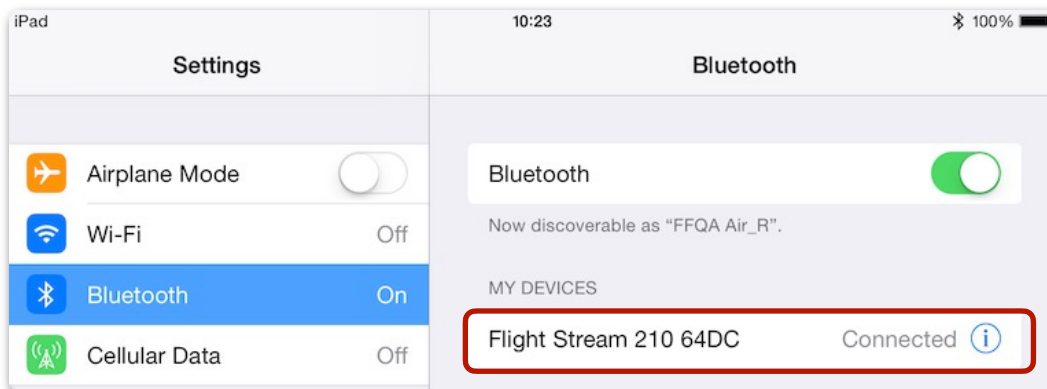 iPad 10:23 100%
Settings
Bluetooth
Airplane Mode
Wi-Fi Off
Bluetooth On
Cellular Data Off
Bluetooth
Now discoverable as “FFQA Air_R”.
MY DEVICES
Flight Stream 210 64DC Connected